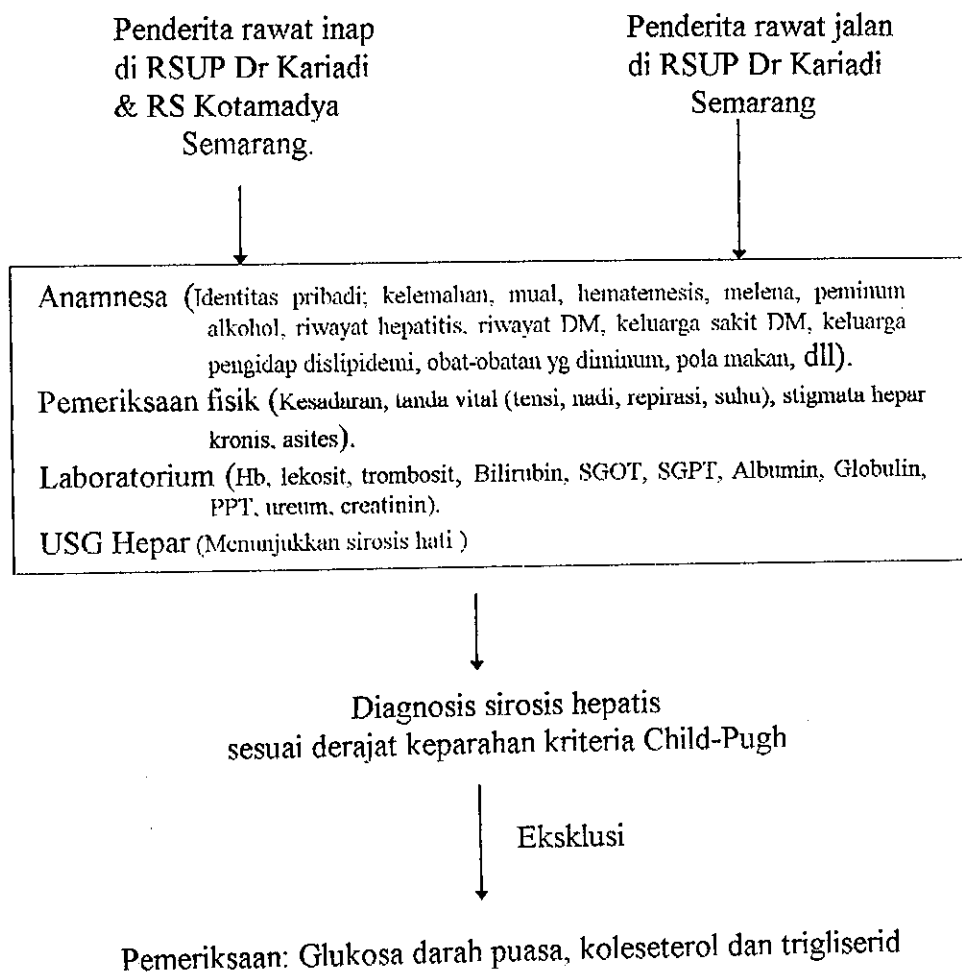 Penderita rawat inap
di RSUP Dr Kariadi
& RS Kotamadya
Semarang.
Penderita rawat jalan
di RSUP Dr Kariadi
Semarang
Anamnesa (Identitas pribadi; kelemahan, mual, hematemesis, melena, peminum
alkohol, riwayat hepatitis, riwayat DM, keluarga sakit DM, keluarga
pengidap dislipidemi, obat-obatan yg diminum, pola makan, dll).
Pemeriksaan fisik (Kesadaran, tanda vital (tensi, nadi, repirasi, suhu), stigmata hepar
kronis, asites).
Laboratorium (Hb, lekosit, trombosit, Bilirubin, SGOT, SGPT, Albumin, Globulin,
PPT, ureum, creatinin).
USG Hepar (Menunjukkan sirosis hati )
Diagnosis sirosis hepatis
sesuai derajat keparahan kriteria Child-Pugh
Eksklusi
Pemeriksaan: Glukosa darah puasa, koleseterol dan trigliserid